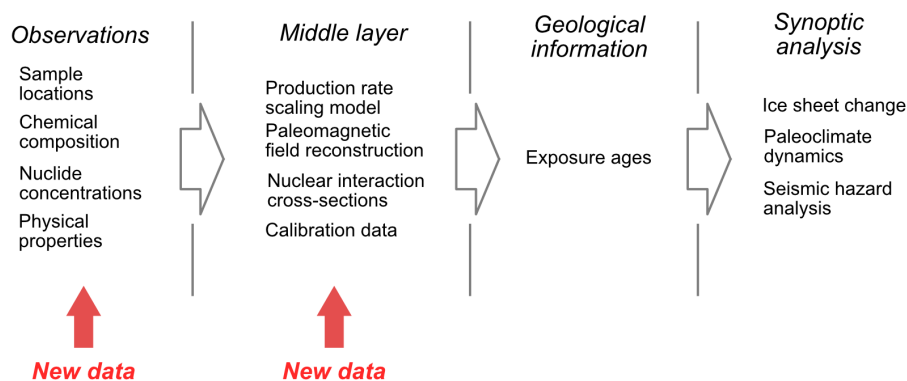 Observations
Sample
locations
Chemical
composition
Nuclide
concentrations
Physical
properties
New data
Middle layer
Production rate
scaling model
Paleomagnetic
field reconstruction
Nuclear interaction
cross-sections
Calibration data
New data
Geological
information
Exposure ages
Synoptic
analysis
Ice sheet change
Paleoclimate
dynamics
Seismic hazard
analysis